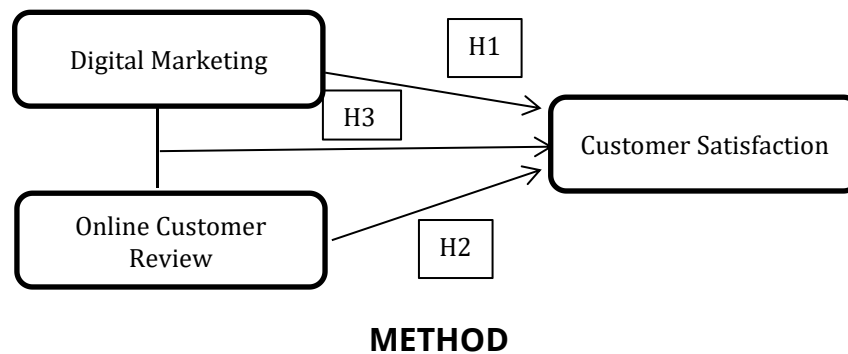 Digital Marketing
H1
H3
Customer Satisfaction
Online Customer
Review
H2
METHOD